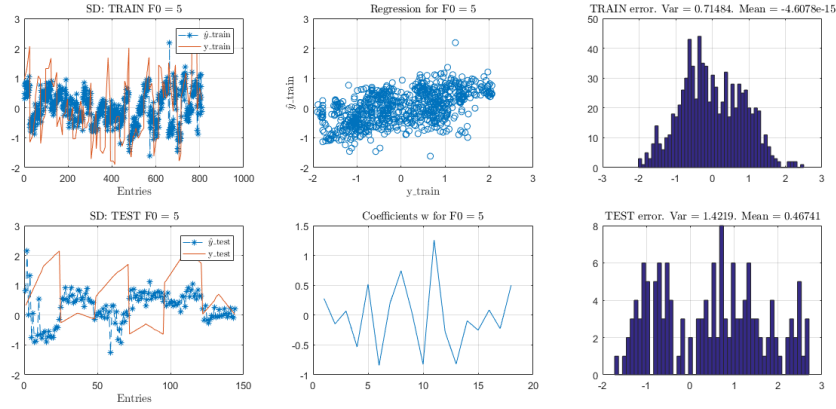 SD: TRAIN F0 = 5
3
2
1
0
-1
-2
0 200 400 600 800 1000
Entries
ŷ_train
y_train
Regression for F0 = 5
ŷ_train
3
2
1
0
-1
-2
-2 -1 0 1 2 3
y_train
TRAIN error. Var = 0.71484. Mean = -4.6078e-15
50
40
30
20
10
0
-3 -2 -1 0 1 2 3
SD: TEST F0 = 5
3
2
1
0
-1
-2
0 50 100 150
Entries
ŷ_test
y_test
Coefficients w for F0 = 5
1.5
1
0.5
0
-0.5
-1
0 5 10 15 20
TEST error. Var = 1.4219. Mean = 0.46741
8
6
4
2
0
-2 -1 0 1 2 3